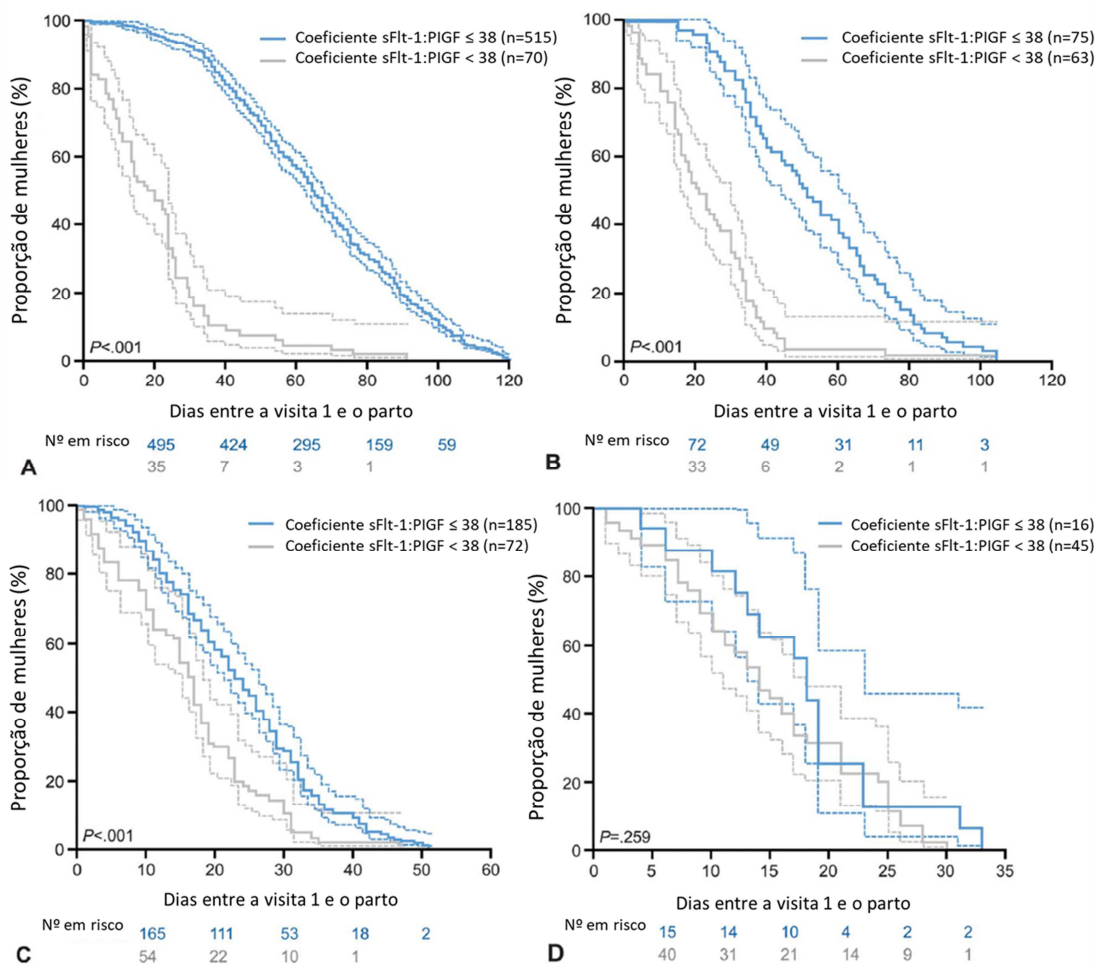 100
80
60
40
20
0
Proporção de mulheres (%)
Coeficiente sFlt-1:PIGF ≤ 38 (n=515)
Coeficiente sFlt-1:PIGF < 38 (n=70)
P<.001
0 20 40 60 80 100 120
Dias entre a visita 1 e o parto
Nº em risco
495 424 295 159 59
35 7 3 1
A
100
80
60
40
20
0
Proporção de mulheres (%)
Coeficiente sFlt-1:PIGF ≤ 38 (n=75)
Coeficiente sFlt-1:PIGF < 38 (n=63)
P<.001
0 20 40 60 80 100 120
Dias entre a visita 1 e o parto
Nº em risco
72 49 31 11 3
33 6 2 1 1
B
100
80
60
40
20
0
Proporção de mulheres (%)
Coeficiente sFlt-1:PIGF ≤ 38 (n=185)
Coeficiente sFlt-1:PIGF < 38 (n=72)
P<.001
0 10 20 30 40 50 60
Dias entre a visita 1 e o parto
Nº em risco
165 111 53 18 2
54 22 10 1
C
100
80
60
40
20
0
Proporção de mulheres (%)
Coeficiente sFlt-1:PIGF ≤ 38 (n=16)
Coeficiente sFlt-1:PIGF < 38 (n=45)
P=.259
0 5 10 15 20 25 30 35
Dias entre a visita 1 e o parto
Nº em risco
15 14 10 4 2 2
40 31 21 14 9 1
D